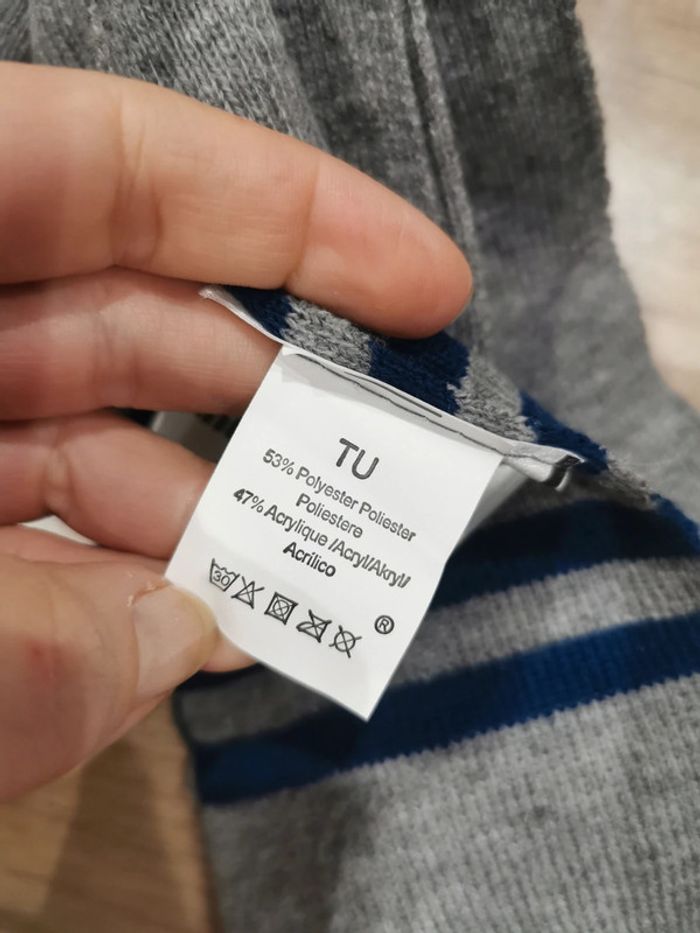 TU
53% Polyester Poliester
Poliestere
47% Acrylique /Acryl/Akryl/
Acrílico
30
®